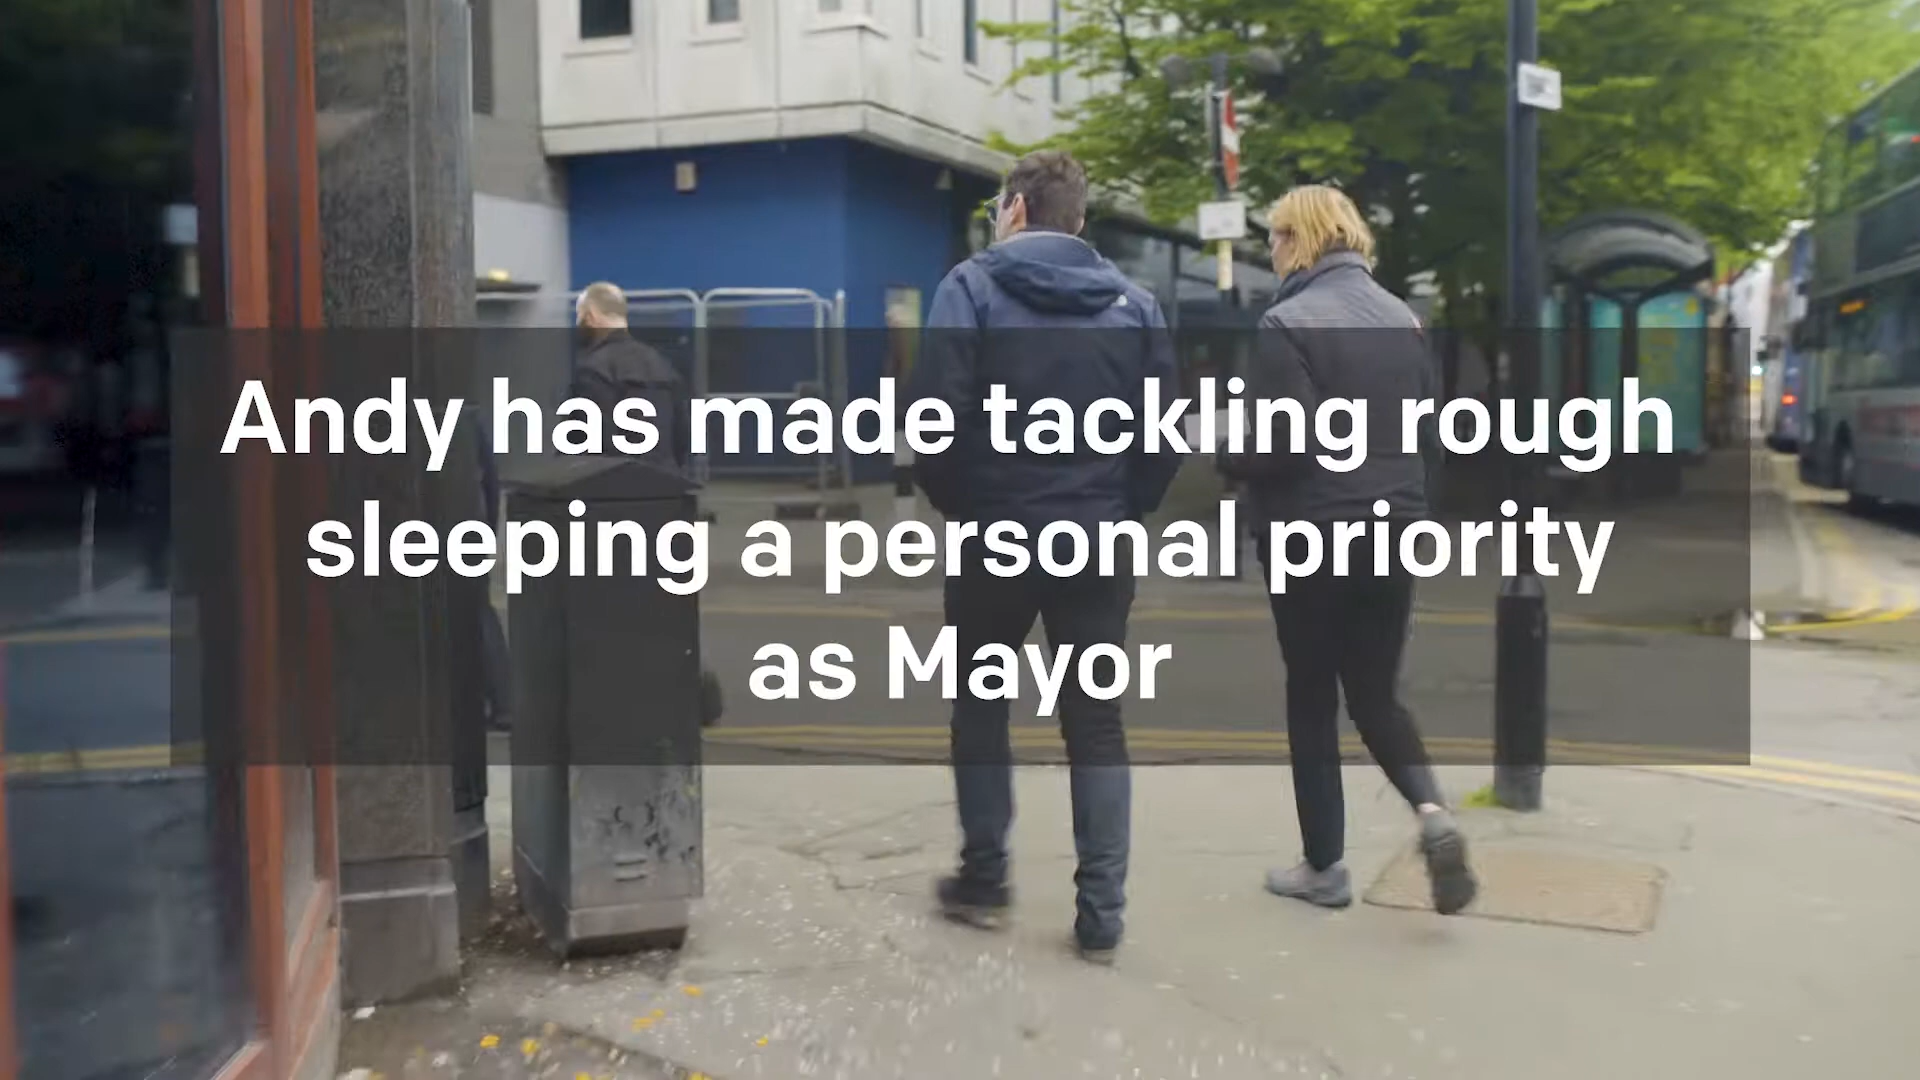 Andy has made tackling rough
sleeping a personal priority
as Mayor